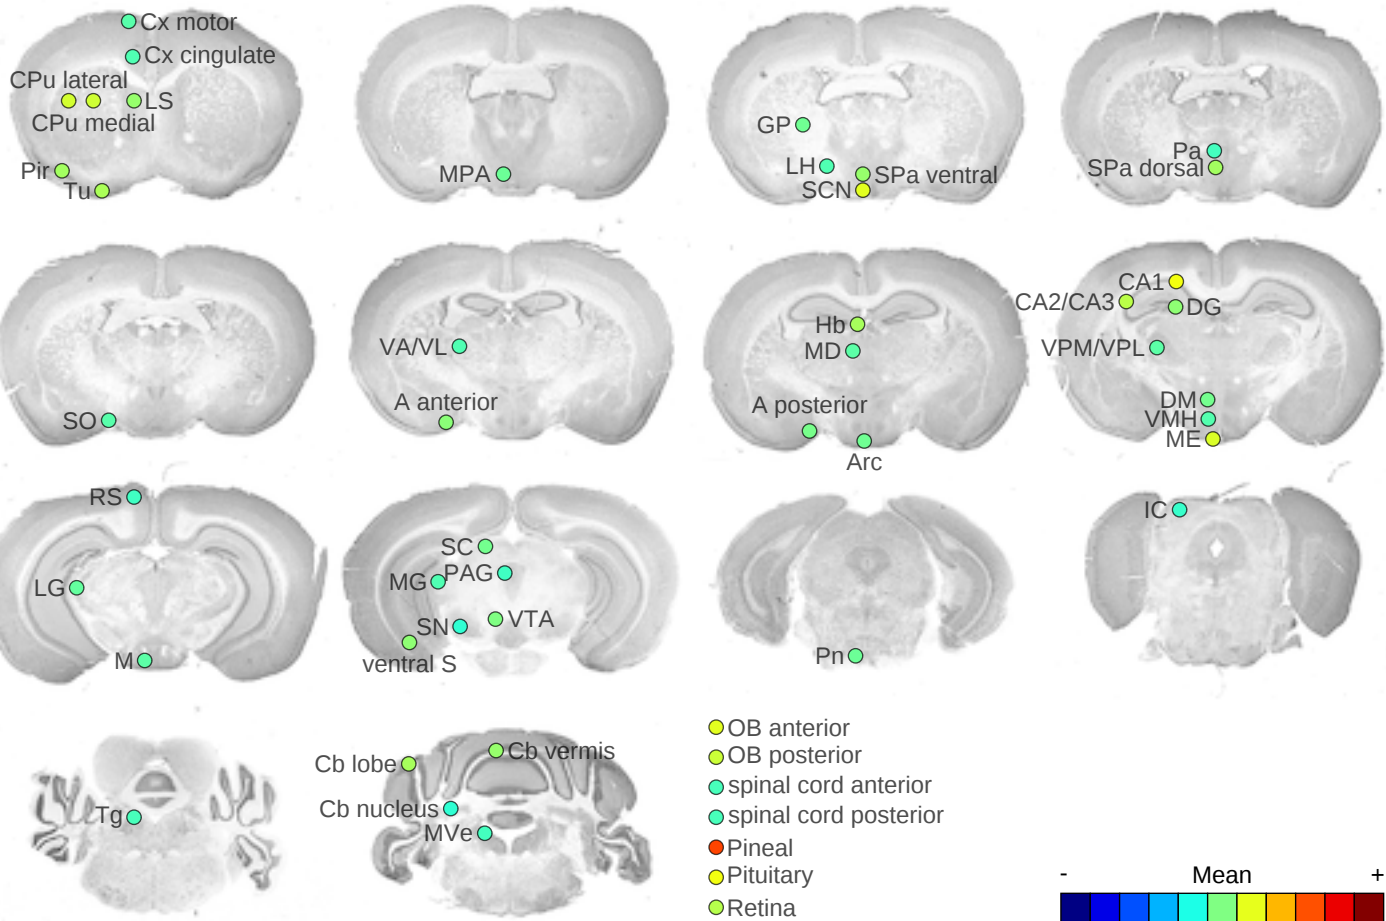 Cx motor
Cx cingulate
CPu lateral
LS
CPu medial
Pir
Tu
MPA
GP
LH
SPa ventral
SCN
Pa
SPa dorsal
SO
VA/VL
A anterior
Hb
MD
A posterior
Arc
CA1
CA2/CA3
DG
VPM/VPL
DM
VMH
ME
RS
LG
M
SC
PAG
MG
SN
VTA
ventral S
Pn
IC
Tg
Cb lobe
Cb vermis
Cb nucleus
MVe
OB anterior
OB posterior
spinal cord anterior
spinal cord posterior
Pineal
Pituitary
Retina
- Mean +